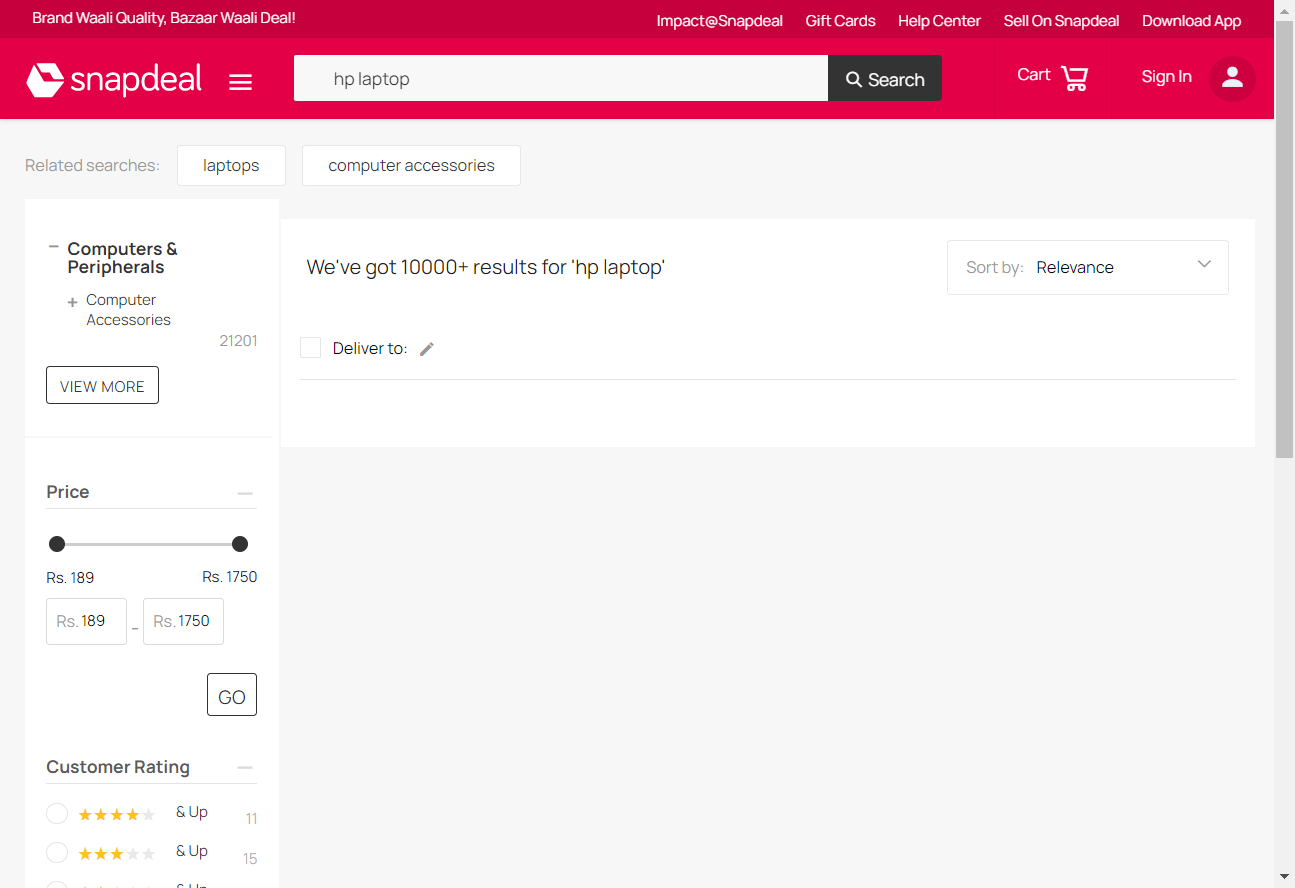 Brand Waali Quality, Bazaar Waali Deal!
Impact@Snapdeal
Gift Cards
Help Center
Sell On Snapdeal
Download App
snapdeal
hp laptop
Search
Cart
Sign In
Related searches:
laptops
computer accessories
Computers &
Peripherals
Computer
Accessories
21201
VIEW MORE
We've got 10000+ results for 'hp laptop'
Sort by: Relevance
Deliver to:
Price
Rs. 189
Rs. 1750
Rs. 189
–
Rs. 1750
GO
Customer Rating
& Up
11
& Up
15